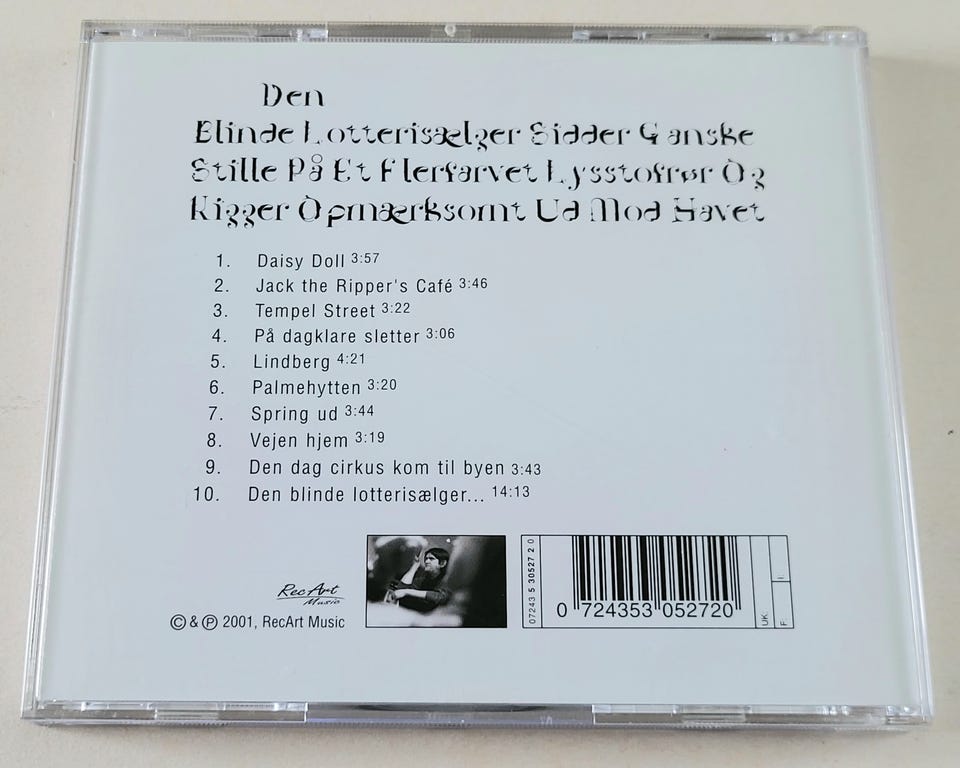 Den
Blinde Lotterisælger Sidder Ganske
Stille På Et Flerfarvet Lysstofrør Og
Kigger Opmærksomt Ud Mod Havet
1. Daisy Doll 3:57
2. Jack the Ripper's Café 3:46
3. Tempel Street 3:22
4. På dagklare sletter 3:06
5. Lindberg 4:21
6. Palmehytten 3:20
7. Spring ud 3:44
8. Vejen hjem 3:19
9. Den dag cirkus kom til byen 3:43
10. Den blinde lotterisælger... 14:13
RecArt
Music
© & ℗ 2001, RecArt Music
07243 5 30527 2 0
0 724353 052720
UK:
F: